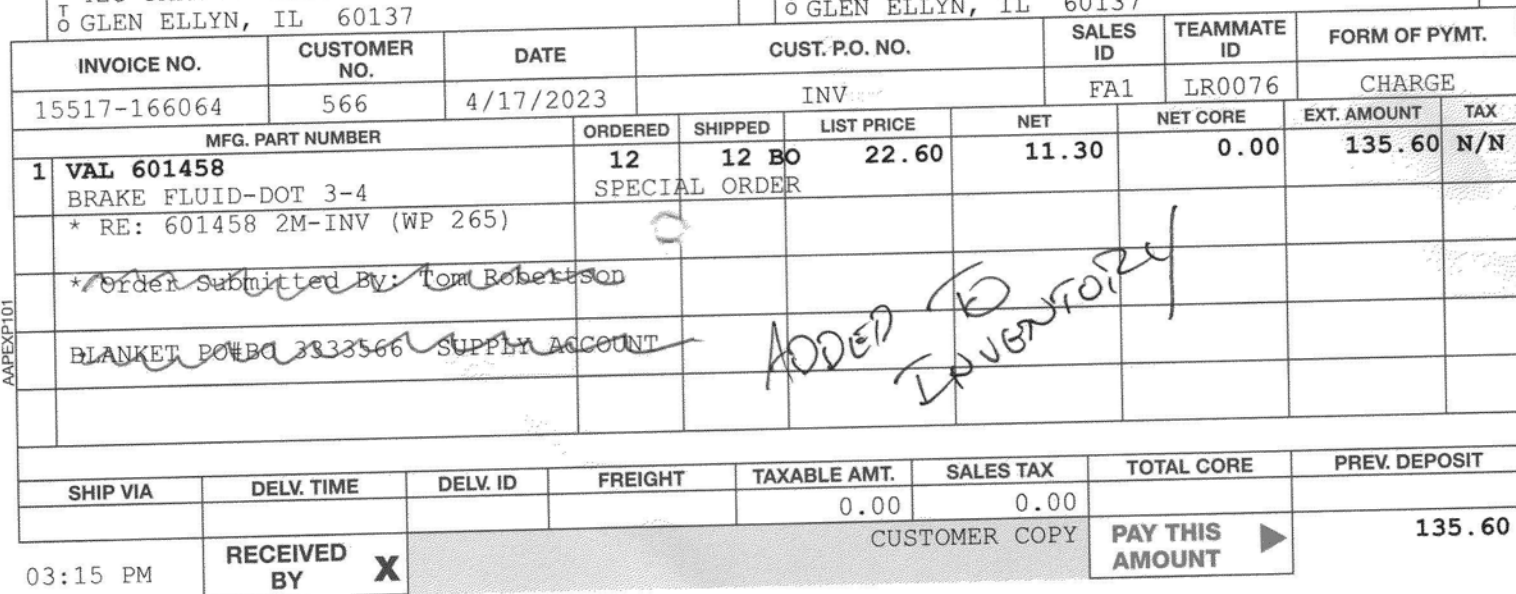 TO GLEN ELLYN, IL 60137 O GLEN ELLYN, IL 60137
INVOICE NO. CUSTOMER NO. DATE CUST. P.O. NO. SALES ID TEAMMATE ID FORM OF PYMT.
15517-166064 566 4/17/2023 INV FA1 LR0076 CHARGE
MFG. PART NUMBER ORDERED SHIPPED LIST PRICE NET NET CORE EXT. AMOUNT TAX
1 VAL 601458 12 12 BO 22.60 11.30 0.00 135.60 N/N
BRAKE FLUID-DOT 3-4 SPECIAL ORDER
* RE: 601458 2M-INV (WP 265)
* Order Submitted By: Tom Robertson
BLANKET PO#BO 3333566 SUPPLY ACCOUNT
ADDED TO
INVENTORY
AAPEXP101
SHIP VIA DELV. TIME DELV. ID FREIGHT TAXABLE AMT. SALES TAX TOTAL CORE PREV. DEPOSIT
0.00 0.00
CUSTOMER COPY PAY THIS AMOUNT 135.60
03:15 PM RECEIVED BY X